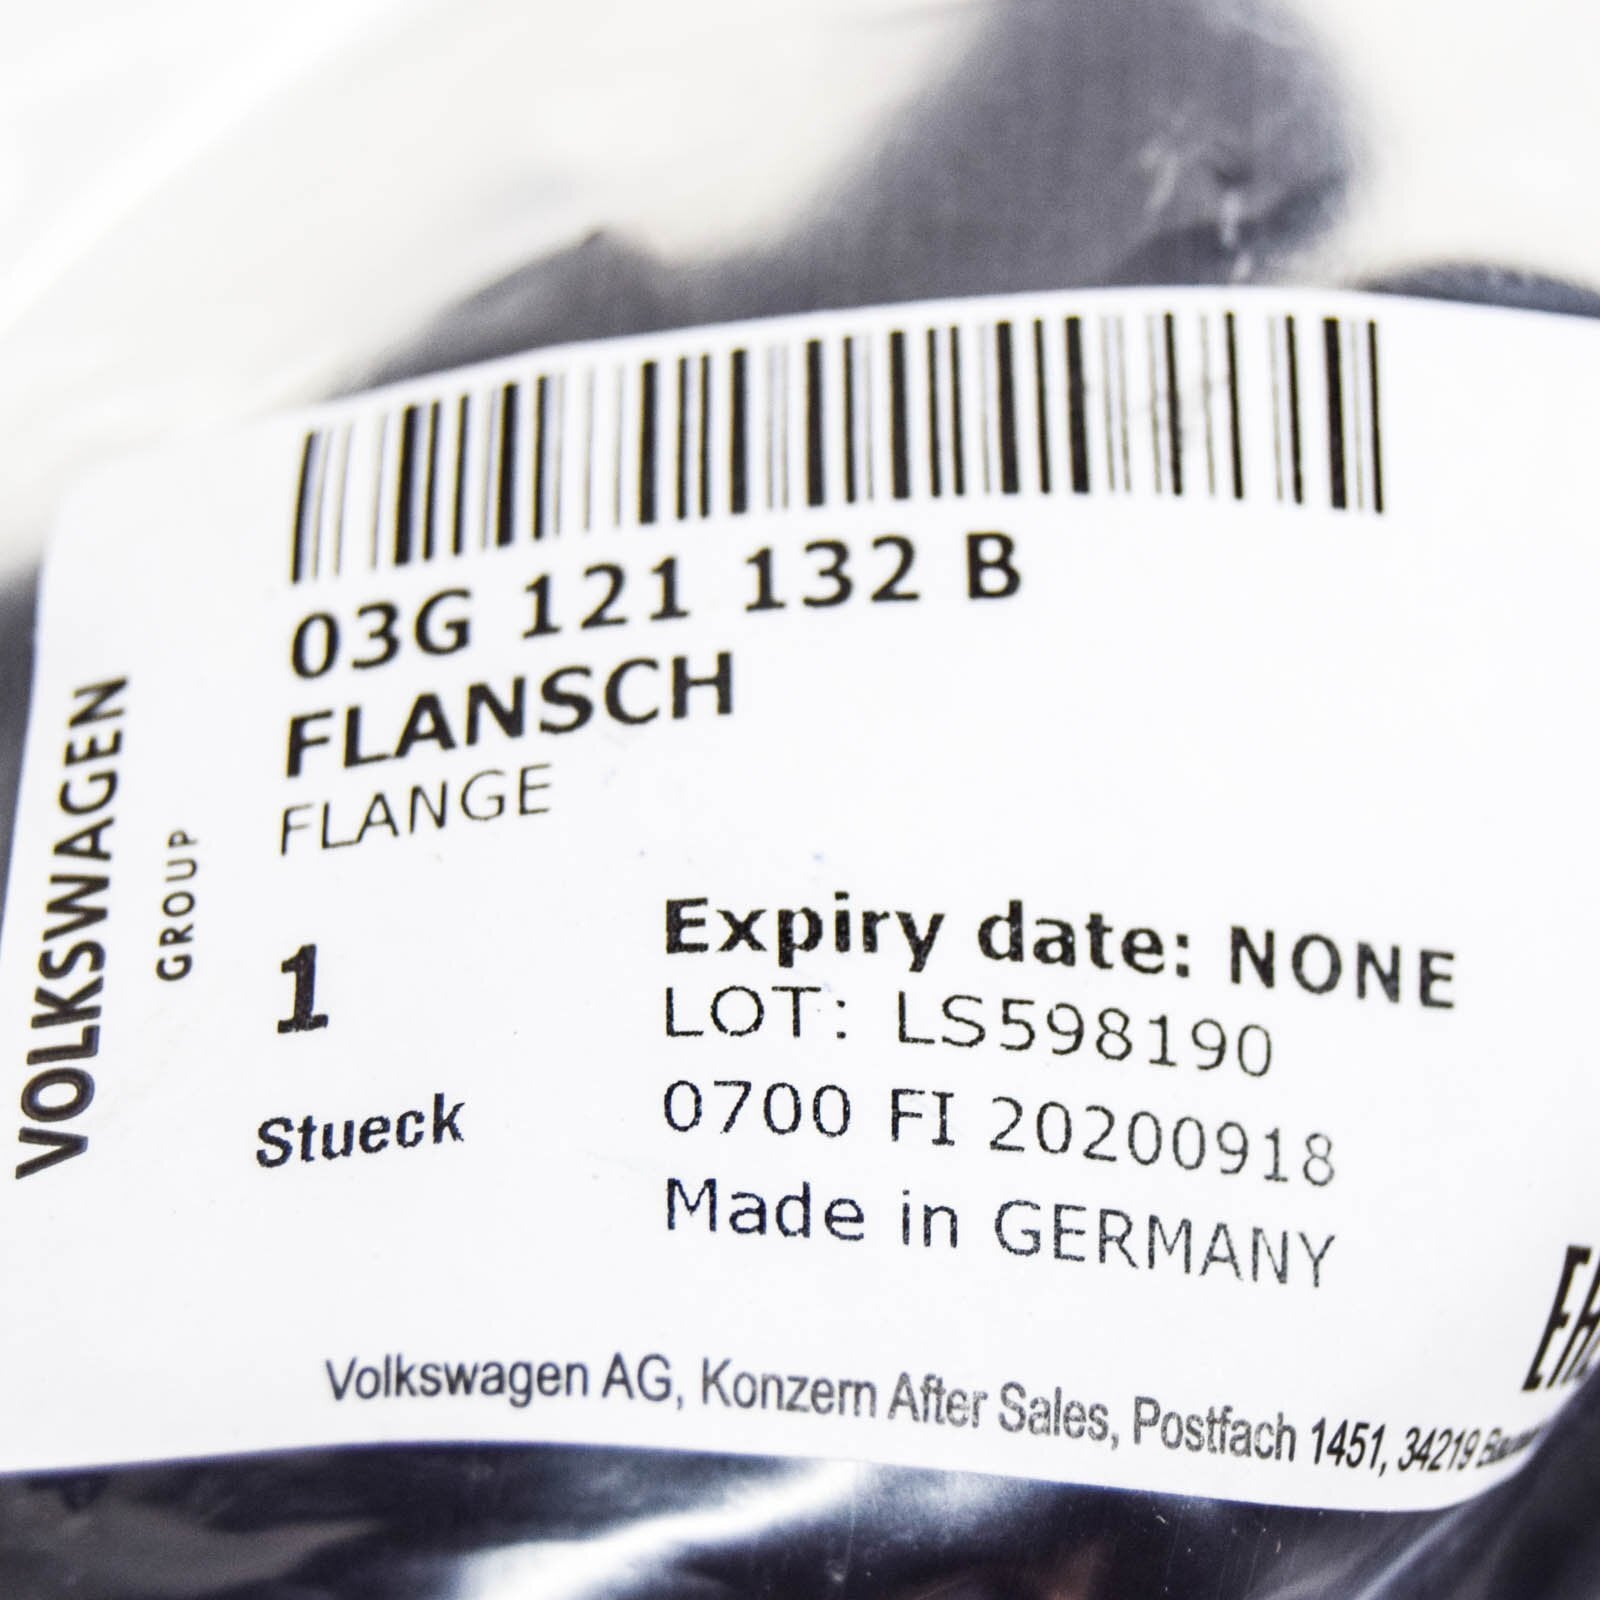 03G 121 132 B
FLANSCH
FLANGE
VOLKSWAGEN
GROUP
1
Stueck
Expiry date: NONE
LOT: LS598190
0700 FI 20200918
Made in GERMANY
Volkswagen AG, Konzern After Sales, Postfach 1451, 34219